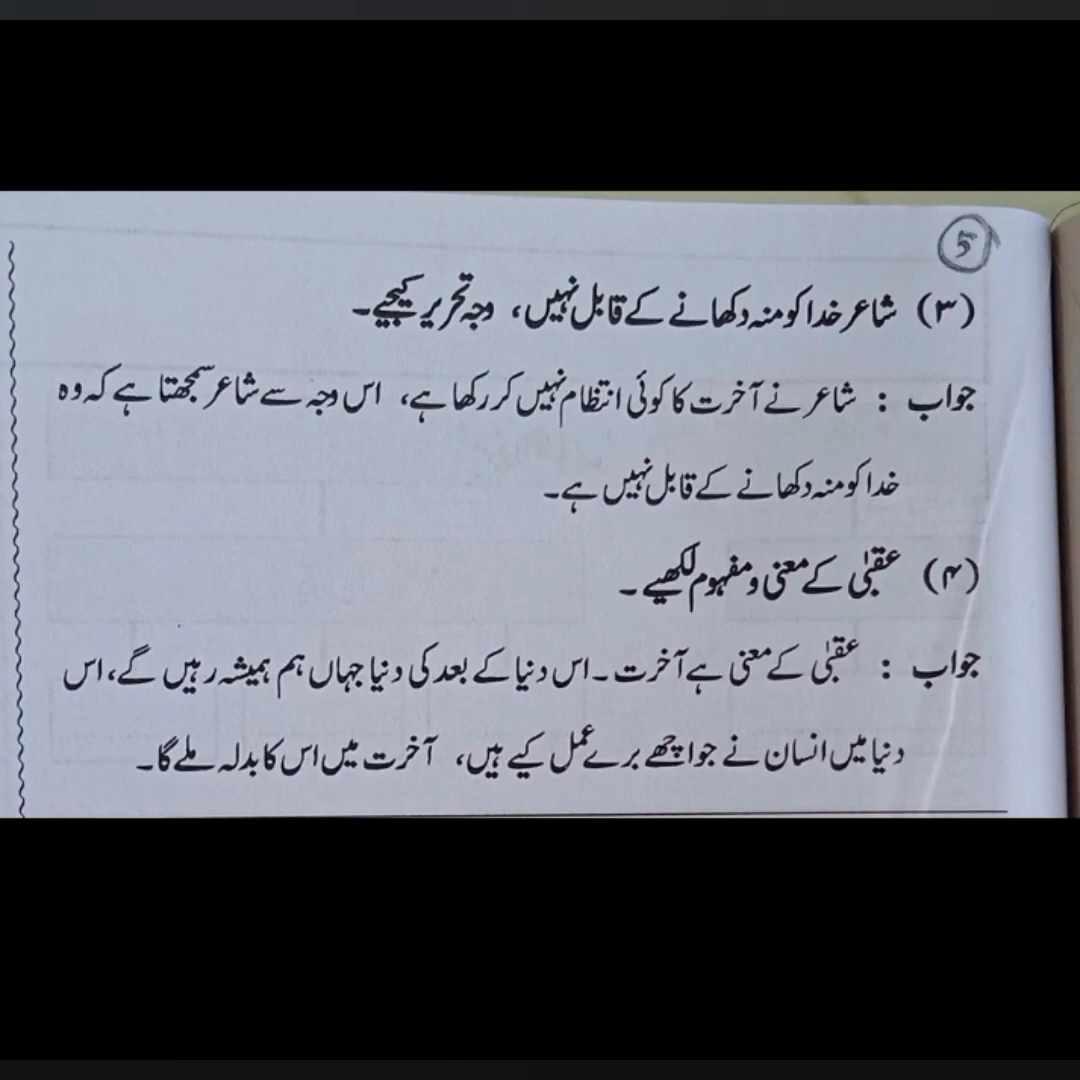 5
(۳) شاعر خدا کو منہ دکھانے کے قابل نہیں، وجہ تحریر کیجیے۔
جواب : شاعر نے آخرت کا کوئی انتظام نہیں کر رکھا ہے، اس وجہ سے شاعر سمجھتا ہے کہ وہ
خدا کو منہ دکھانے کے قابل نہیں ہے۔
(۴) عقبیٰ کے معنی و مفہوم لکھیے۔
جواب : عقبیٰ کے معنی ہے آخرت۔ اس دنیا کے بعد کی دنیا جہاں ہم ہمیشہ رہیں گے، اس
دنیا میں انسان نے جو اچھے برے عمل کیے ہیں، آخرت میں اس کا بدلہ ملے گا۔